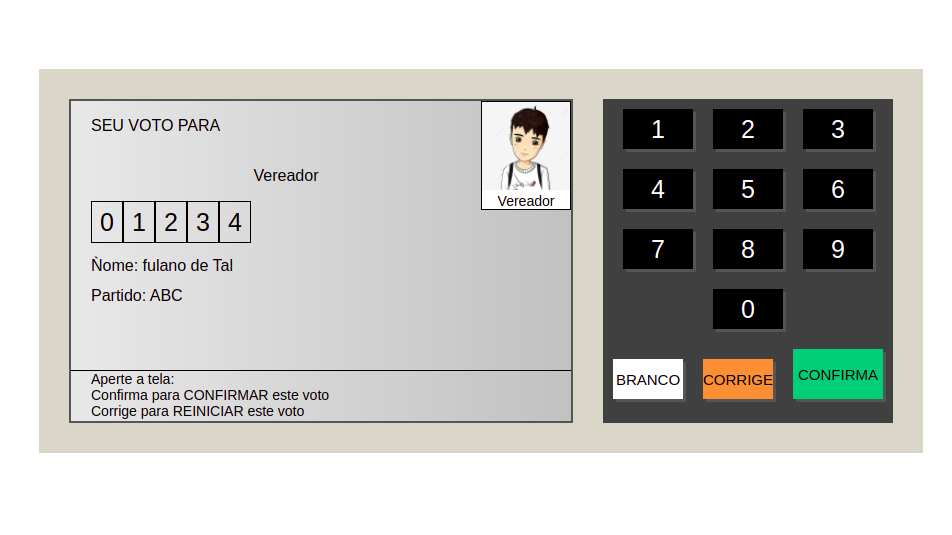 SEU VOTO PARA
Vereador
0 1 2 3 4
Ǹome: fulano de Tal
Partido: ABC
Vereador
Aperte a tela:
Confirma para CONFIRMAR este voto
Corrige para REINICIAR este voto
1 2 3
4 5 6
7 8 9
0
BRANCO CORRIGE CONFIRMA